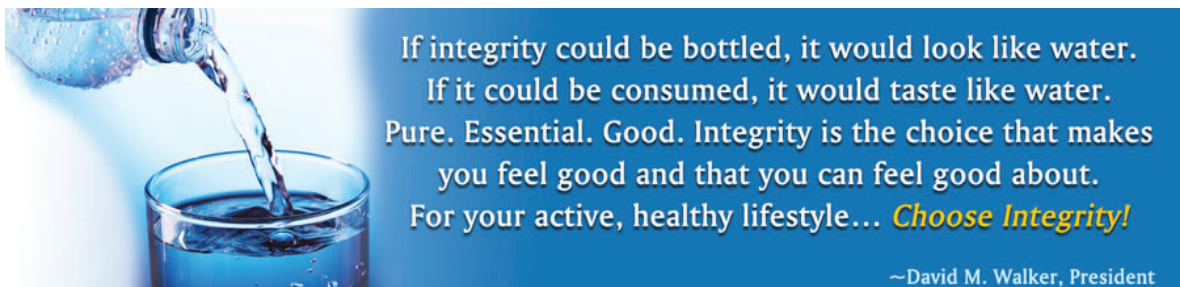 If integrity could be bottled, it would look like water.
If it could be consumed, it would taste like water.
Pure. Essential. Good. Integrity is the choice that makes
you feel good and that you can feel good about.
For your active, healthy lifestyle... Choose Integrity!
~David M. Walker, President